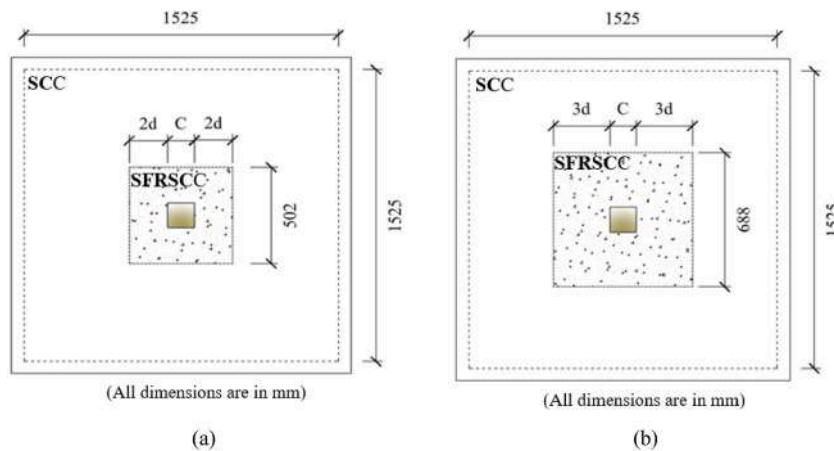 1525
SCC
2d C 2d
SFRSCC
502
1525
(All dimensions are in mm)
(a)
1525
SCC
3d C 3d
SFRSCC
688
1525
(All dimensions are in mm)
(b)